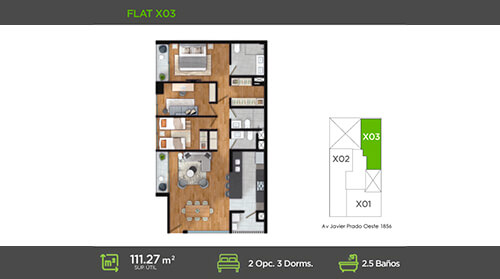 FLAT X03
X03
X02
X01
Av Javier Prado Oeste 1856
111.27 m²
SUP. ÚTIL
2 Opc. 3 Dorms.
2.5 Baños